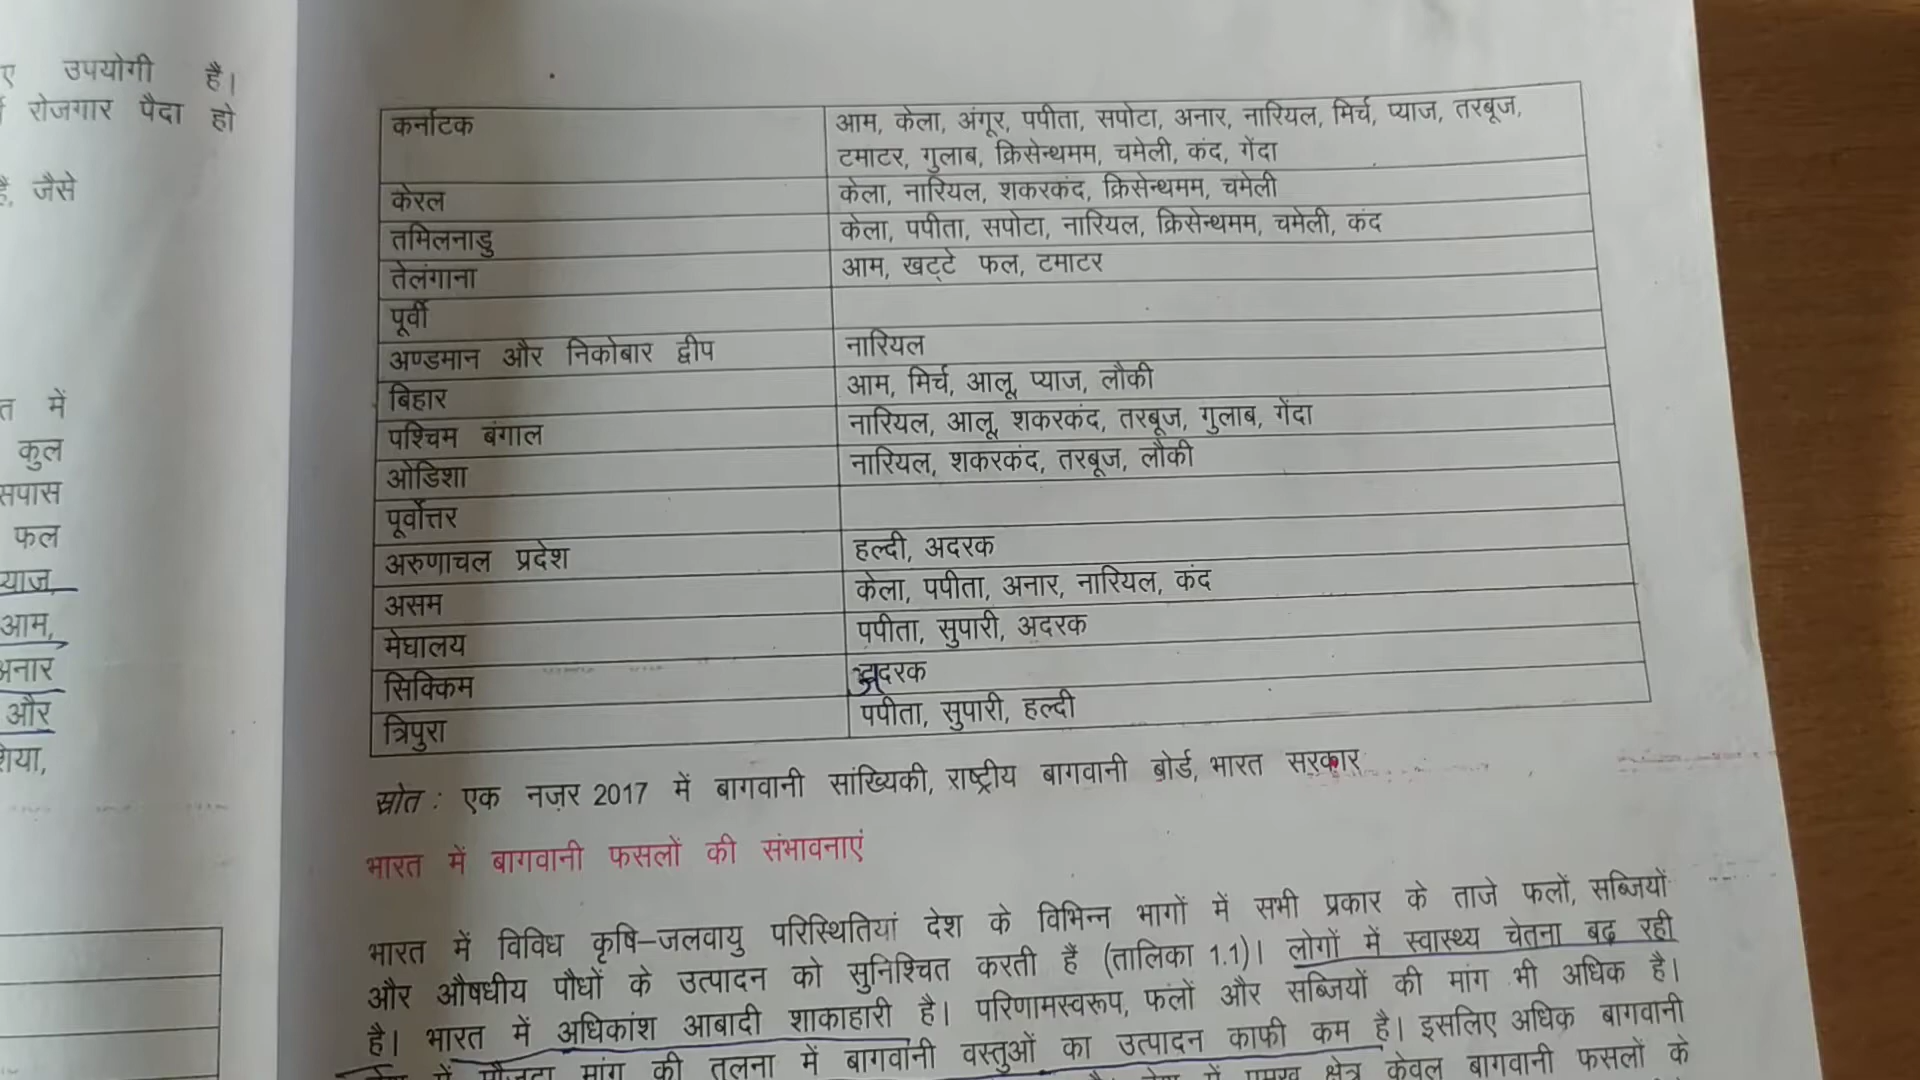 ए उपयोगी है।
रोजगार पैदा हो
है, जैसे
त में
कुल
सपास
फल
प्याज,
आम,
अनार
और
शिया,
कर्नाटक आम, केला, अंगूर, पपीता, सपोटा, अनार, नारियल, मिर्च, प्याज, तरबूज,
टमाटर, गुलाब, क्रिसेन्थमम, चमेली, कंद, गेंदा
केरल केला, नारियल, शकरकंद, क्रिसेन्थमम, चमेली
तमिलनाडु केला, पपीता, सपोटा, नारियल, क्रिसेन्थमम, चमेली, कंद
तेलंगाना आम, खट्टे फल, टमाटर
पूर्वी
अण्डमान और निकोबार द्वीप नारियल
बिहार आम, मिर्च, आलू, प्याज, लौकी
पश्चिम बंगाल नारियल, आलू, शकरकंद, तरबूज, गुलाब, गेंदा
ओडिशा नारियल, शकरकंद, तरबूज, लौकी
पूर्वोत्तर
अरुणाचल प्रदेश हल्दी, अदरक
असम केला, पपीता, अनार, नारियल, कंद
मेघालय पपीता, सुपारी, अदरक
सिक्किम अदरक
त्रिपुरा पपीता, सुपारी, हल्दी
स्रोत : एक नज़र 2017 में बागवानी सांख्यिकी, राष्ट्रीय बागवानी बोर्ड, भारत सरकार
भारत में बागवानी फसलों की संभावनाएं
भारत में विविध कृषि–जलवायु परिस्थितियां देश के विभिन्न भागों में सभी प्रकार के ताजे फलों, सब्जियों
और औषधीय पौधों के उत्पादन को सुनिश्चित करती है (तालिका 1.1)। लोगों में स्वास्थ्य चेतना बढ़ रही
है। भारत में अधिकांश आबादी शाकाहारी है। परिणामस्वरूप, फलों और सब्जियों की मांग भी अधिक है।
में मौजूदा मांग की तुलना में बागवानी वस्तुओं का उत्पादन काफी कम है। इसलिए अधिक बागवानी
में प्रमुख क्षेत्र केवल बागवानी फसलों के